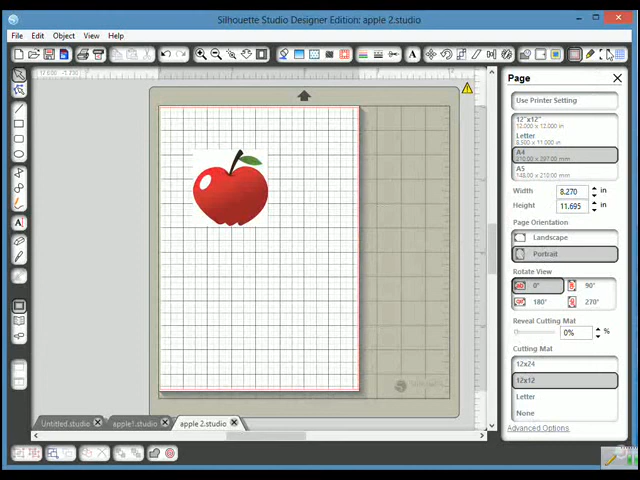 Silhouette Studio Designer Edition: apple 2.studio
File Edit Object View Panels Help
Page
Use Printer Setting
12"x12"
12.000 x 12.000 in
Letter
8.500 x 11.000 in
A4
210.00 x 297.00 mm
A5
148.00 x 210.00 mm
Width 8.270 in
Height 11.695 in
Page Orientation
Landscape
Portrait
Rotate View
0° 90°
180° 270°
Reveal Cutting Mat
0% %
Cutting Mat
12x24
12x12
Letter
None
Advanced Options
Untitled.studio apple1.studio apple 2.studio